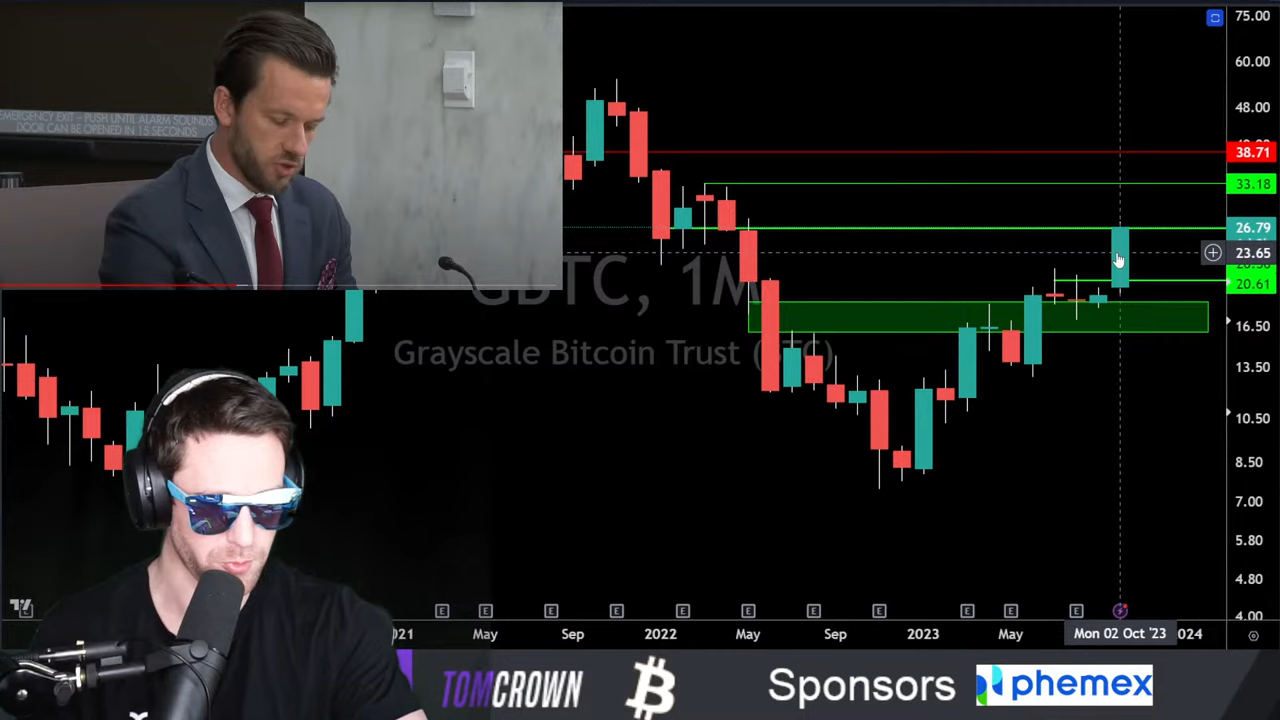 EMERGENCY EXIT – PUSH UNTIL ALARM SOUNDS
DOOR CAN BE OPENED IN 15 SECONDS
GBTC, 1M
Grayscale Bitcoin Trust (BTC)
75.00
60.00
48.00
38.71
33.18
26.79
23.65
20.61
16.50
13.50
10.50
8.50
7.00
5.80
4.80
4.00
E E E E E E E E E E
2021 May Sep 2022 May Sep 2023 May Mon 02 Oct '23 2024
TOMCROWN
Sponsors
phemex